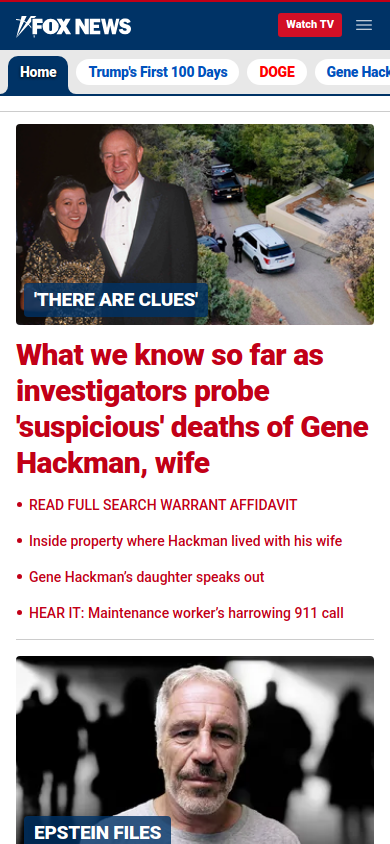 FOX NEWS
Watch TV
Home
Trump's First 100 Days
DOGE
Gene Hack
'THERE ARE CLUES'
What we know so far as
investigators probe
'suspicious' deaths of Gene
Hackman, wife
• READ FULL SEARCH WARRANT AFFIDAVIT
• Inside property where Hackman lived with his wife
• Gene Hackman’s daughter speaks out
• HEAR IT: Maintenance worker’s harrowing 911 call
EPSTEIN FILES